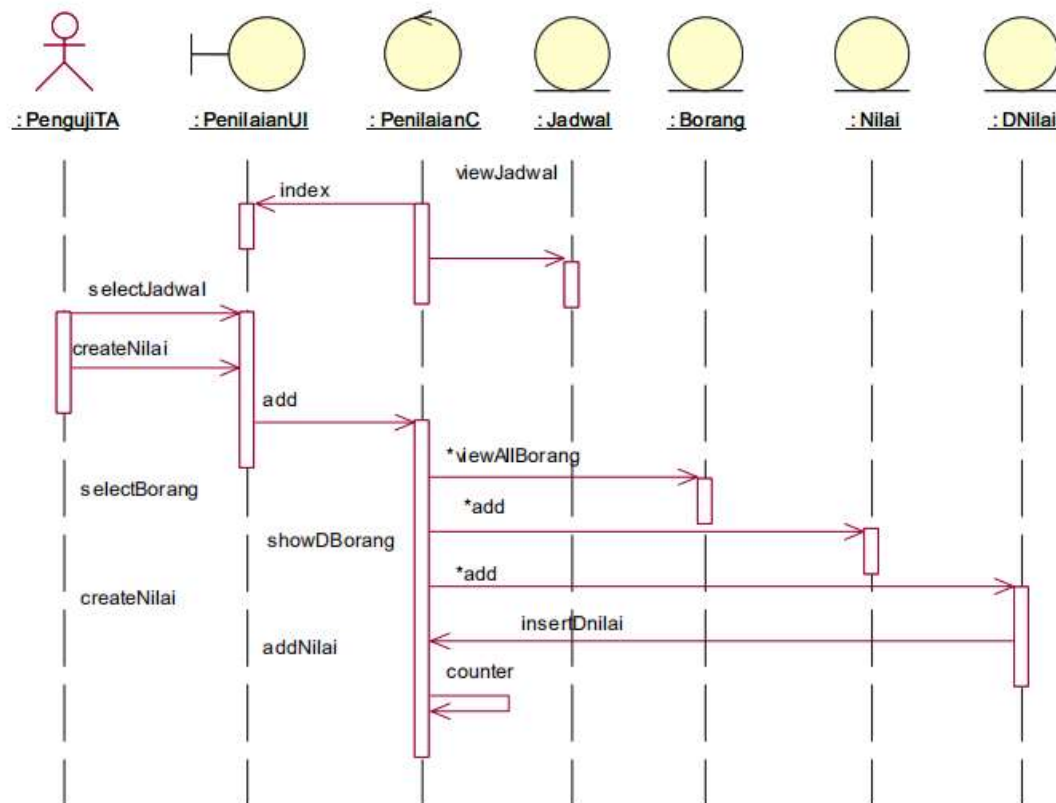 : PengujiTA
: PenilaianUI
: PenilaianC
: Jadwal
: Borang
: Nilai
: DNilai
viewJadwal
index
selectJadwal
createNilai
add
*viewAllBorang
selectBorang
*add
showDBorang
*add
createNilai
insertDnilai
addNilai
counter